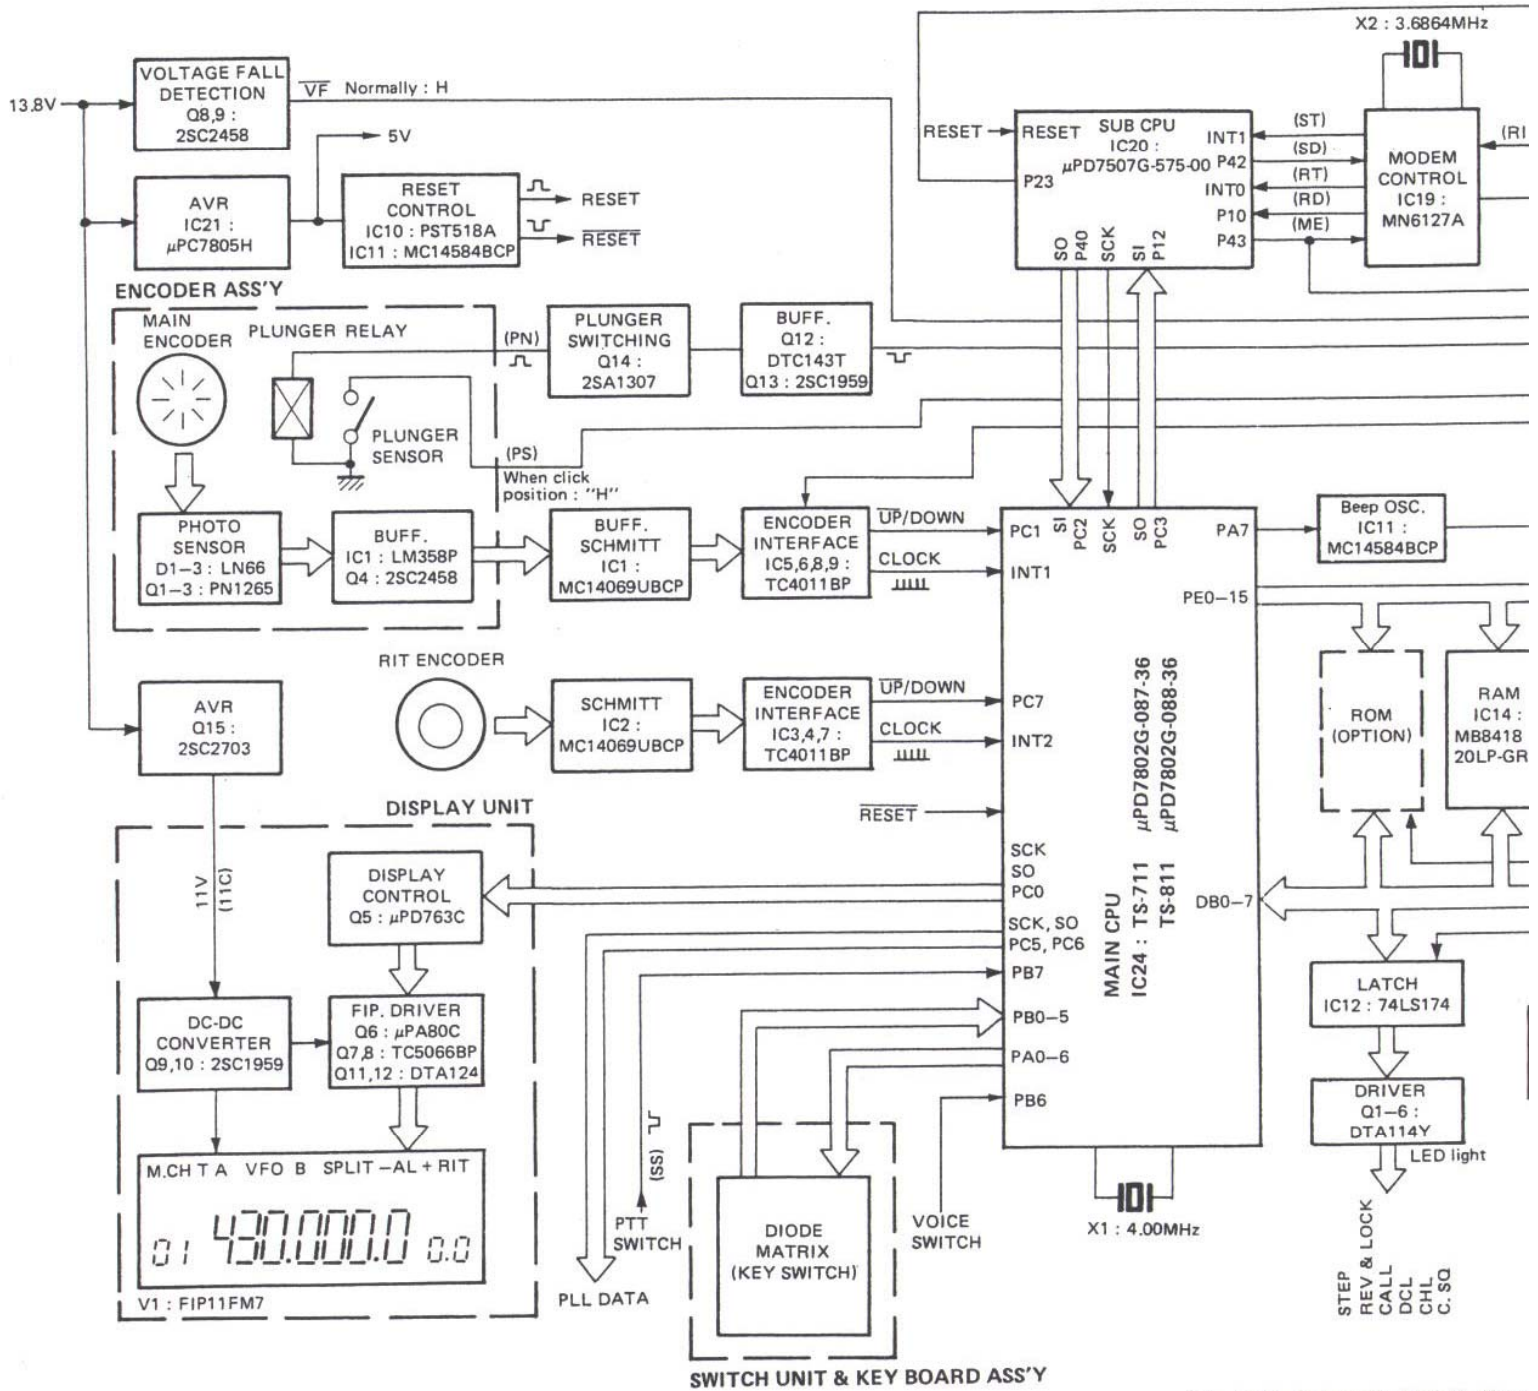 X2 : 3.6864MHz
13.8V
VOLTAGE FALL
DETECTION
Q8,9 :
2SC2458
VF Normally : H
5V
AVR
IC21 :
μPC7805H
RESET
CONTROL
IC10 : PST518A
IC11 : MC14584BCP
RESET
RESET
RESET
RESET
SUB CPU
IC20 :
μPD7507G-575-00
P23
INT1
P42
INT0
P10
P43
SO
P40
SCK
SI
P12
(ST)
(SD)
(RT)
(RD)
(ME)
MODEM
CONTROL
IC19 :
MN6127A
(RI
ENCODER ASS'Y
MAIN
ENCODER
PLUNGER RELAY
PLUNGER
SENSOR
(PN)
PLUNGER
SWITCHING
Q14 :
2SA1307
BUFF.
Q12 :
DTC143T
Q13 : 2SC1959
(PS)
When click
position : "H"
PHOTO
SENSOR
D1–3 : LN66
Q1–3 : PN1265
BUFF.
IC1 : LM358P
Q4 : 2SC2458
BUFF.
SCHMITT
IC1 :
MC14069UBCP
ENCODER
INTERFACE
IC5,6,8,9 :
TC4011BP
UP/DOWN
CLOCK
PC1
INT1
SI
PC2
SCK
SO
PC3
PA7
Beep OSC.
IC11 :
MC14584BCP
PE0–15
RIT ENCODER
SCHMITT
IC2 :
MC14069UBCP
ENCODER
INTERFACE
IC3,4,7 :
TC4011BP
UP/DOWN
CLOCK
PC7
INT2
RESET
MAIN CPU
IC24 : TS-711 μPD7802G-087-36
TS-811 μPD7802G-088-36
ROM
(OPTION)
RAM
IC14 :
MB8418
20LP-GR
AVR
Q15 :
2SC2703
11V
(11C)
DISPLAY UNIT
DISPLAY
CONTROL
Q5 : μPD763C
SCK
SO
PC0
SCK, SO
PC5, PC6
PB7
PB0–5
PA0–6
PB6
DB0–7
LATCH
IC12 : 74LS174
DC-DC
CONVERTER
Q9,10 : 2SC1959
FIP. DRIVER
Q6 : μPA80C
Q7,8 : TC5066BP
Q11,12 : DTA124
DRIVER
Q1–6 :
DTA114Y
LED light
M.CH T A VFO B SPLIT –AL + RIT
01 430.000.0 0.0
V1 : FIP11FM7
(SS)
PTT
SWITCH
PLL DATA
DIODE
MATRIX
(KEY SWITCH)
VOICE
SWITCH
X1 : 4.00MHz
STEP
REV & LOCK
CALL
DCL
CHL
C. SQ
SWITCH UNIT & KEY BOARD ASS'Y